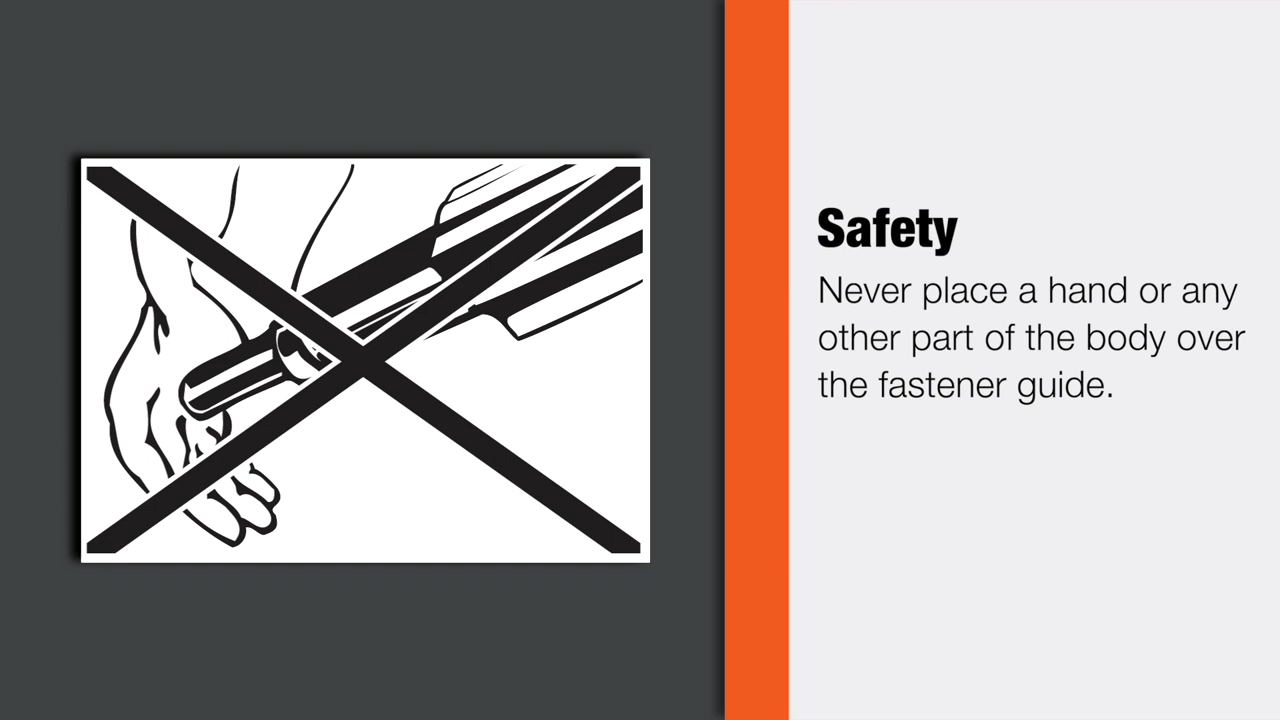 Safety
Never place a hand or any
other part of the body over
the fastener guide.